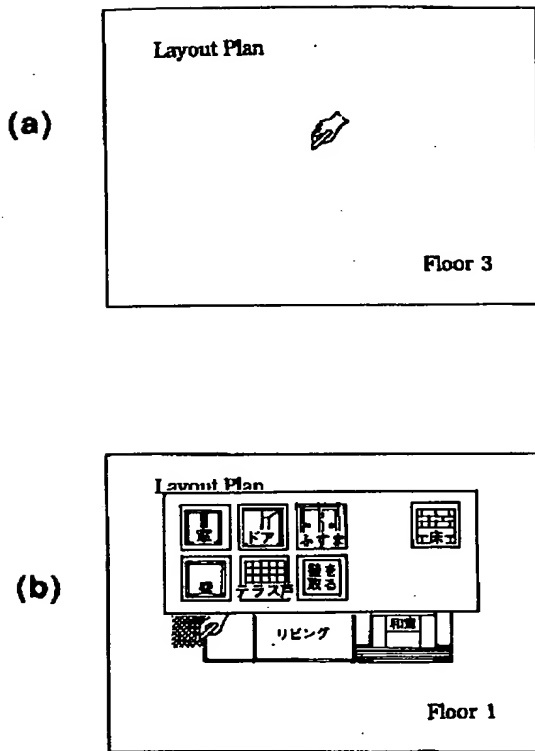 (a)
Layout Plan
Floor 3
(b)
Layout Plan
窓 ドア ふすま 床
壁 テラス戸 壁を
取る
リビング 和室
Floor 1